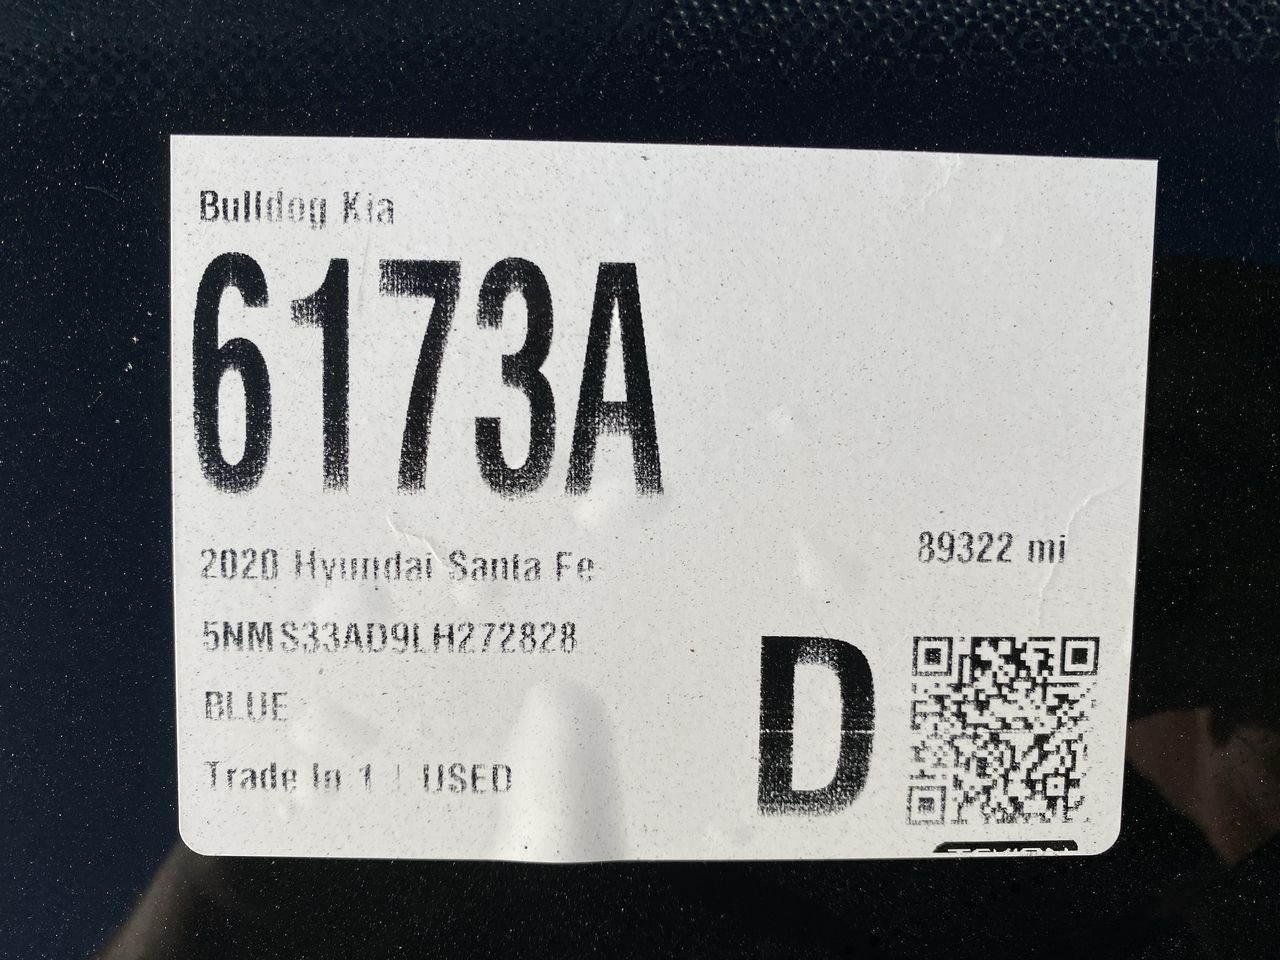 Bulldog Kia
6173A
2020 Hyundai Santa Fe
89322 mi
5NMS33AD9LH272828
BLUE
D
Trade In 1 | USED